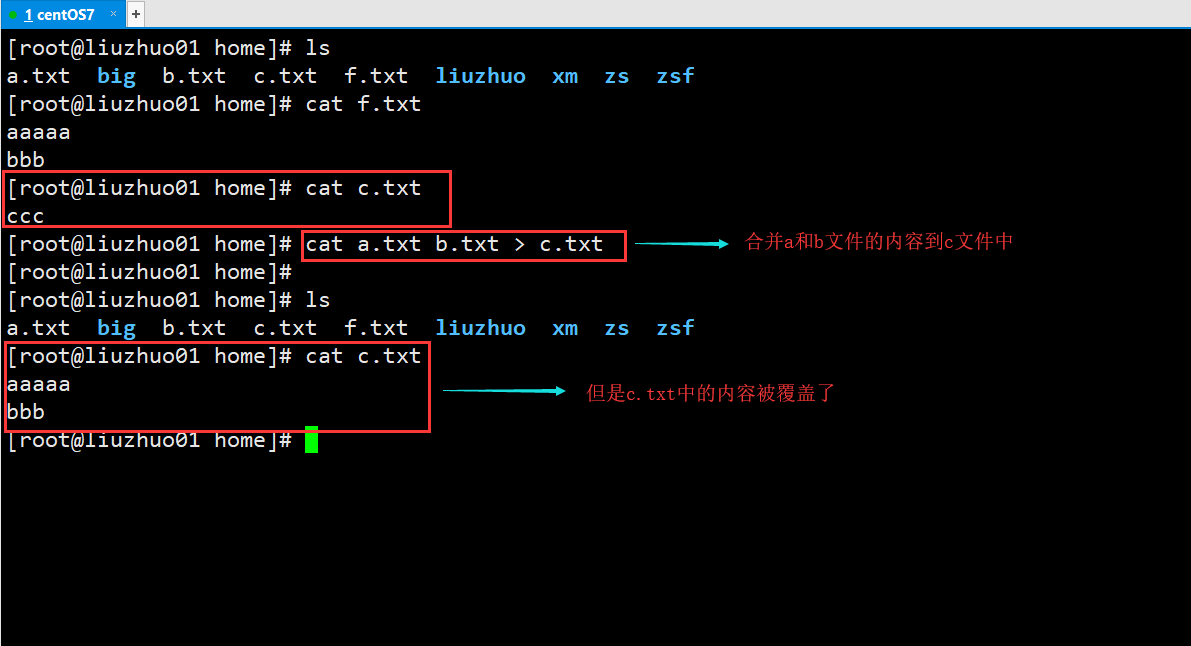 1 centOS7 × +
[root@liuzhuo01 home]# ls
a.txt  big  b.txt  c.txt  f.txt  liuzhuo  xm  zs  zsf
[root@liuzhuo01 home]# cat f.txt
aaaaa
bbb
[root@liuzhuo01 home]# cat c.txt
ccc
[root@liuzhuo01 home]# cat a.txt b.txt > c.txt 合并a和b文件的内容到c文件中
[root@liuzhuo01 home]#
[root@liuzhuo01 home]# ls
a.txt  big  b.txt  c.txt  f.txt  liuzhuo  xm  zs  zsf
[root@liuzhuo01 home]# cat c.txt
aaaaa 但是c.txt中的内容被覆盖了
bbb
[root@liuzhuo01 home]#